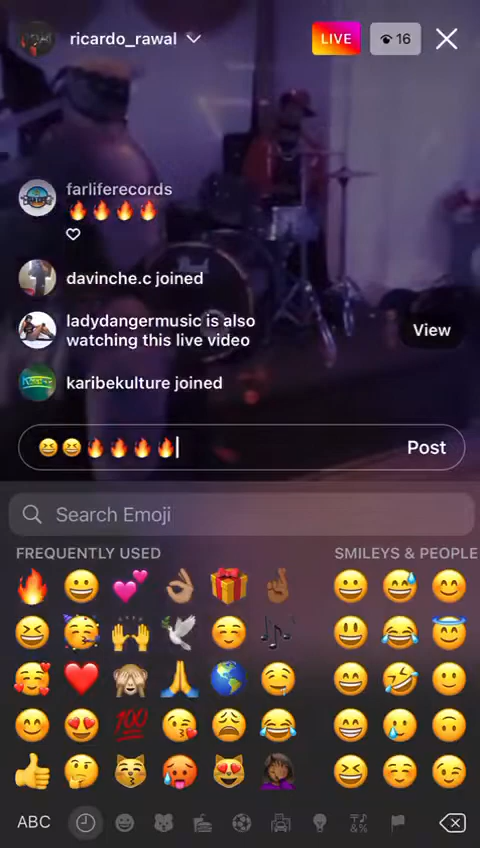 ricardo_rawal
LIVE
16
farliferecords
🔥🔥🔥🔥
davinche.c joined
ladydangermusic is also
watching this live video
View
karibekulture joined
😆😆🔥🔥🔥🔥
Post
Search Emoji
FREQUENTLY USED
SMILEYS & PEOPLE
ABC